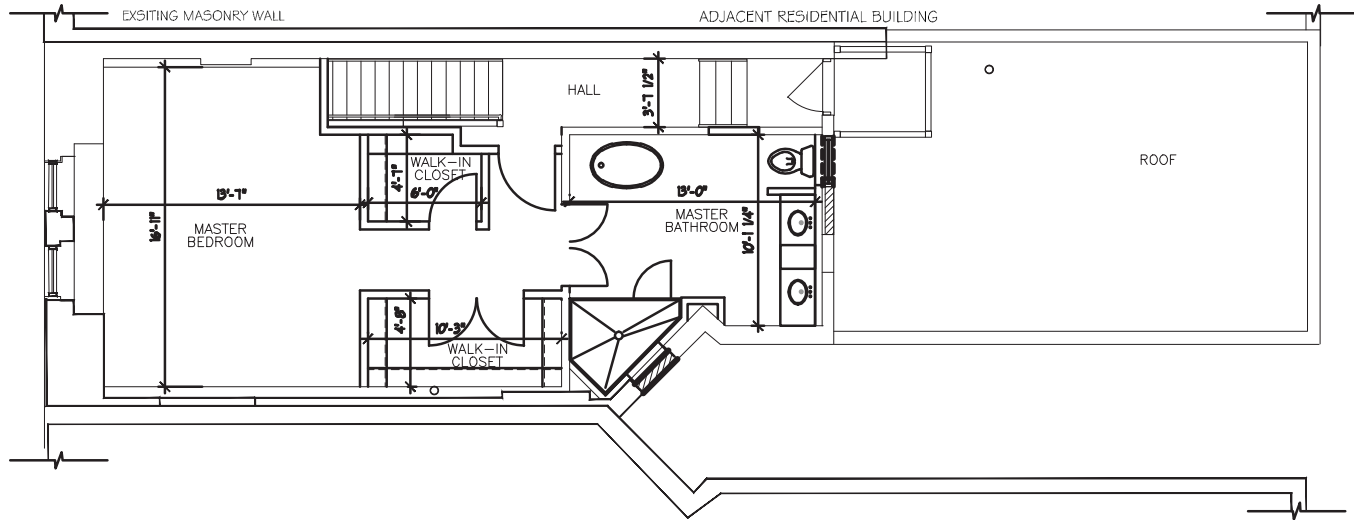 EXSITING MASONRY WALL
ADJACENT RESIDENTIAL BUILDING
HALL
3'-7 1/2"
ROOF
WALK-IN
CLOSET
4'-7"
6'-0"
13'-7"
13'-0"
MASTER
BEDROOM
16'-11"
MASTER
BATHROOM
10'-1 1/4"
4'-8"
10'-3"
WALK-IN
CLOSET